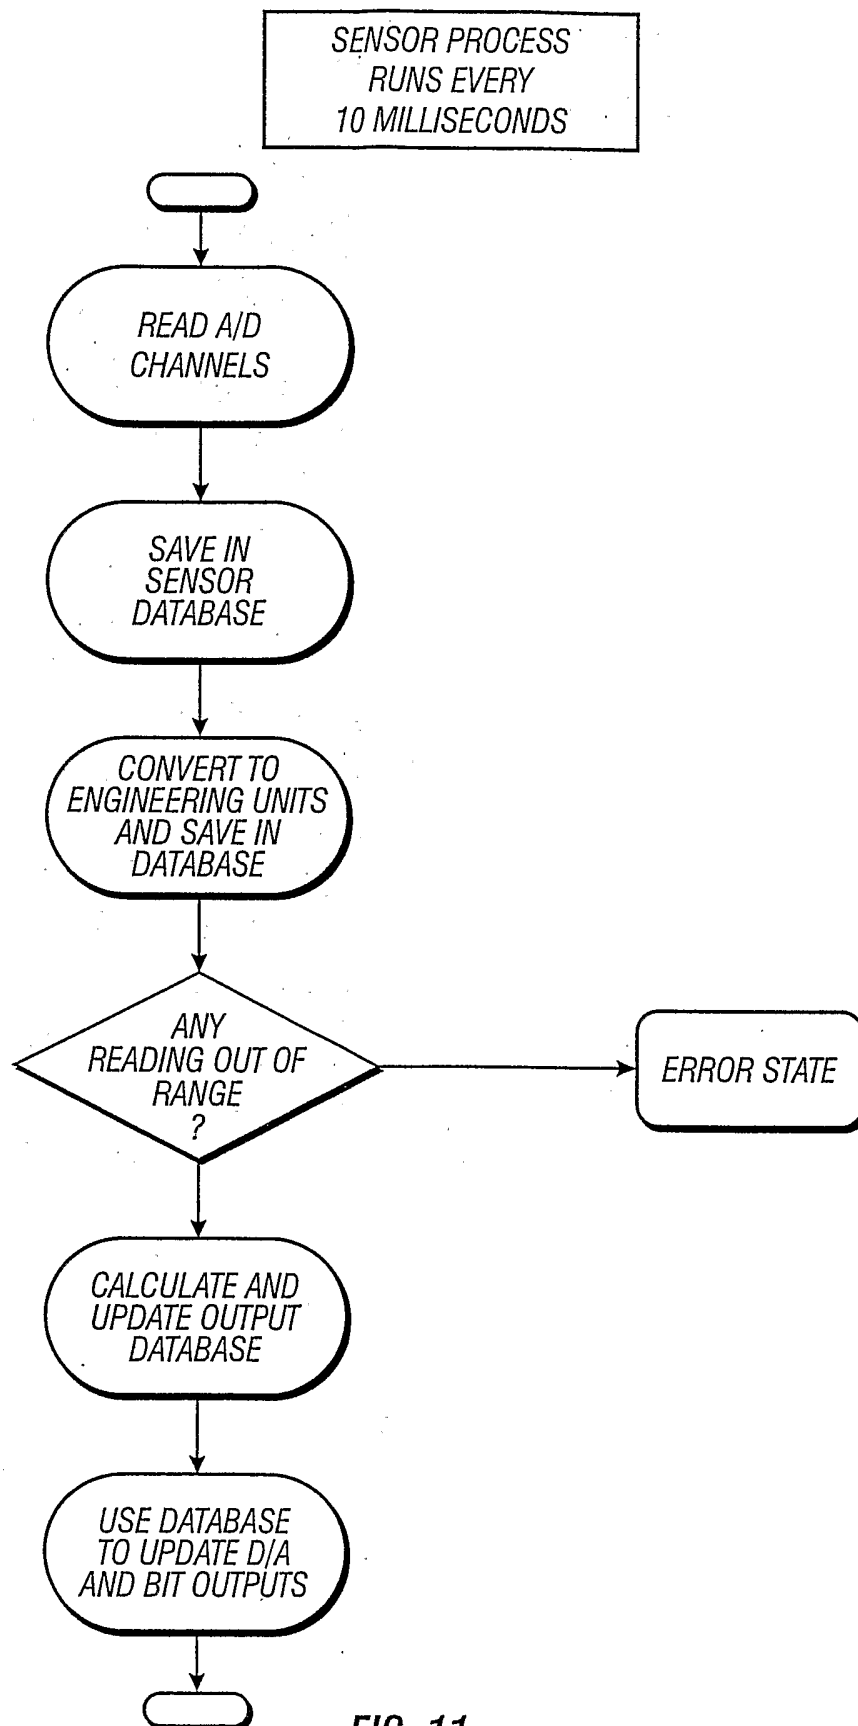 SENSOR PROCESS
RUNS EVERY
10 MILLISECONDS
READ A/D
CHANNELS
SAVE IN
SENSOR
DATABASE
CONVERT TO
ENGINEERING UNITS
AND SAVE IN
DATABASE
ANY
READING OUT OF
RANGE
?
ERROR STATE
CALCULATE AND
UPDATE OUTPUT
DATABASE
USE DATABASE
TO UPDATE D/A
AND BIT OUTPUTS
FIG. 11